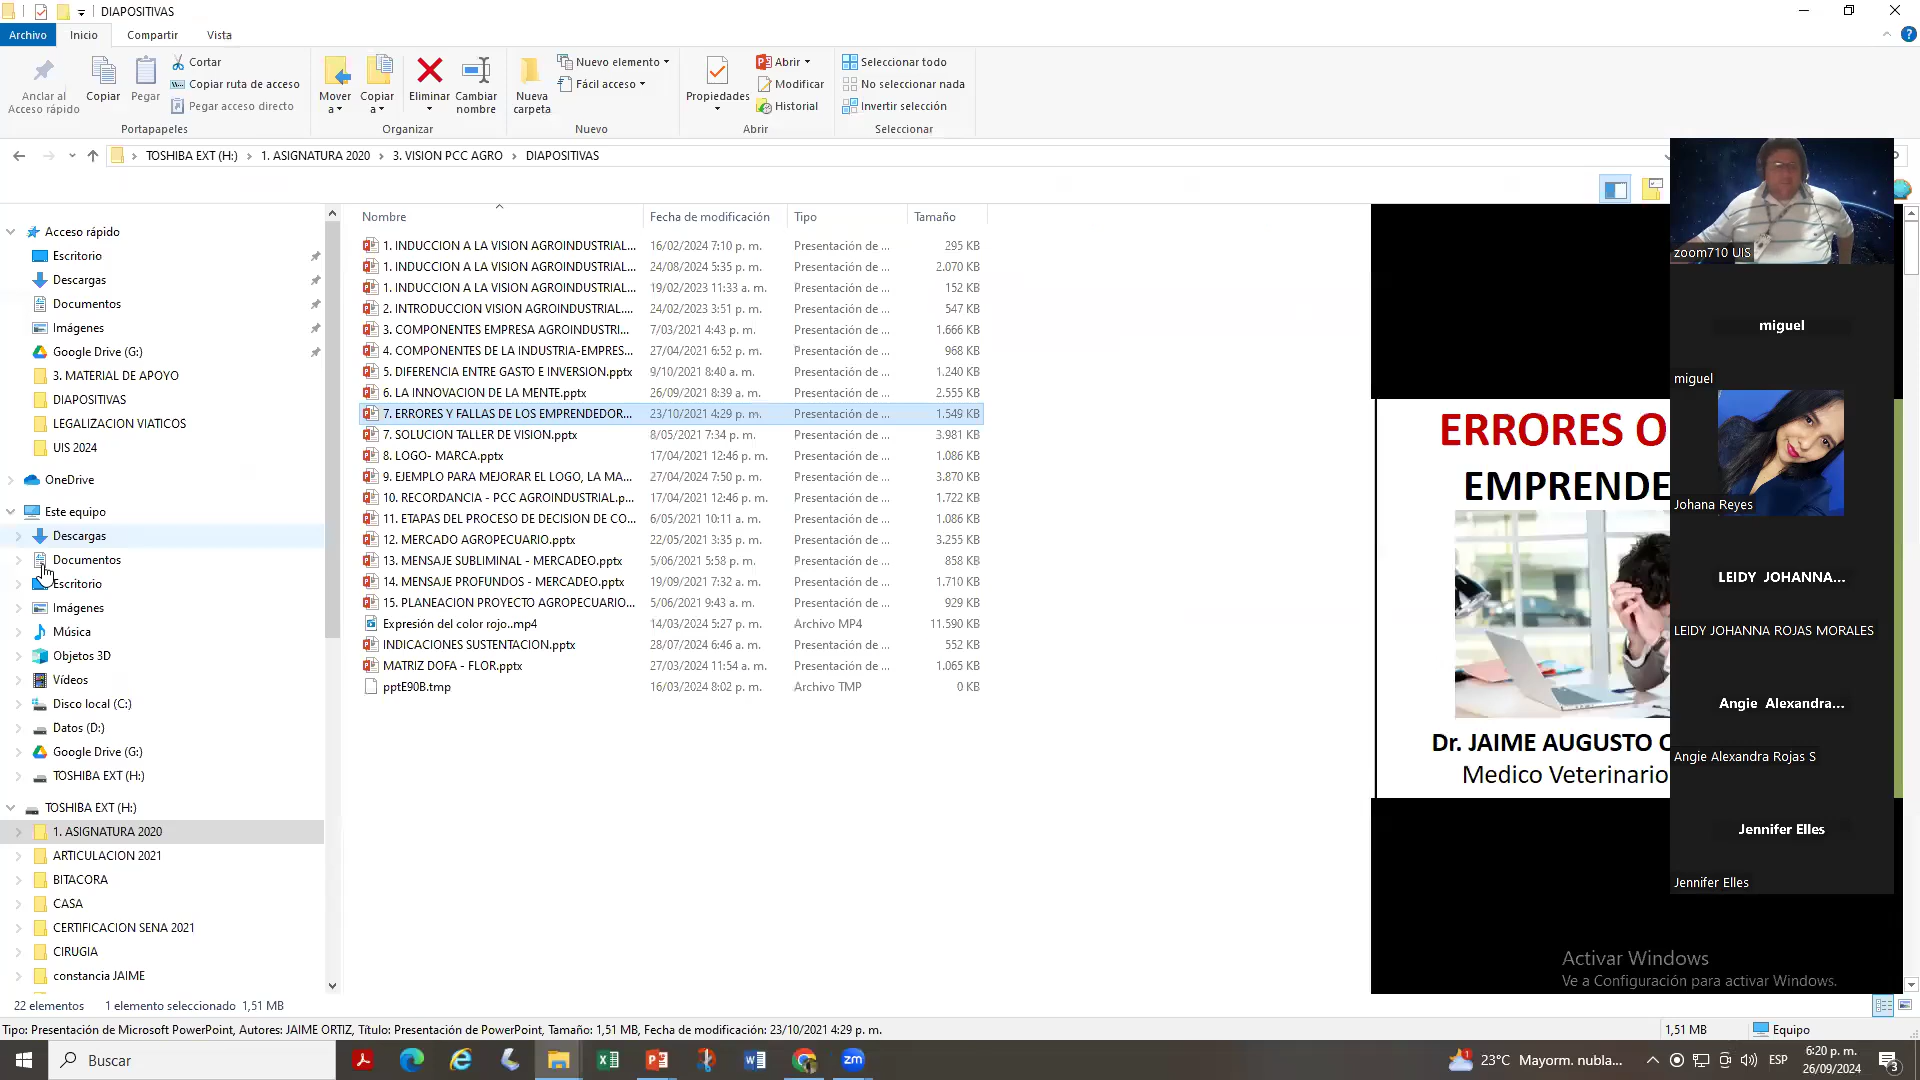 DIAPOSITIVAS
Archivo Inicio Compartir Vista
Anclar al Acceso rápido
Copiar
Pegar
Cortar
Copiar ruta de acceso
Pegar acceso directo
Portapapeles
Mover a
Copiar a
Eliminar
Cambiar nombre
Organizar
Nueva carpeta
Nuevo elemento
Fácil acceso
Nuevo
Propiedades
Abrir
Modificar
Historial
Abrir
Seleccionar todo
No seleccionar nada
Invertir selección
Seleccionar
TOSHIBA EXT (H:) › 1. ASIGNATURA 2020 › 3. VISION PCC AGRO › DIAPOSITIVAS
Acceso rápido
Escritorio
Descargas
Documentos
Imágenes
Google Drive (G:)
3. MATERIAL DE APOYO
DIAPOSITIVAS
LEGALIZACION VIATICOS
UIS 2024
OneDrive
Este equipo
Descargas
Documentos
Escritorio
Imágenes
Música
Objetos 3D
Vídeos
Disco local (C:)
Datos (D:)
Google Drive (G:)
TOSHIBA EXT (H:)
TOSHIBA EXT (H:)
1. ASIGNATURA 2020
ARTICULACION 2021
BITACORA
CASA
CERTIFICACION SENA 2021
CIRUGIA
constancia JAIME
Nombre Fecha de modificación Tipo Tamaño
1. INDUCCION A LA VISION AGROINDUSTRIAL... 16/02/2024 7:10 p. m. Presentación de ... 295 KB
1. INDUCCION A LA VISION AGROINDUSTRIAL... 24/08/2024 5:35 p. m. Presentación de ... 2.070 KB
1. INDUCCION A LA VISION AGROINDUSTRIAL... 19/02/2023 11:33 a. m. Presentación de ... 152 KB
2. INTRODUCCION VISION AGROINDUSTRIAL.... 24/02/2023 3:51 p. m. Presentación de ... 547 KB
3. COMPONENTES EMPRESA AGROINDUSTRI... 7/03/2021 4:43 p. m. Presentación de ... 1.666 KB
4. COMPONENTES DE LA INDUSTRIA-EMPRES... 27/04/2021 6:52 p. m. Presentación de ... 968 KB
5. DIFERENCIA ENTRE GASTO E INVERSION.pptx 9/10/2021 8:40 a. m. Presentación de ... 1.240 KB
6. LA INNOVACION DE LA MENTE.pptx 26/09/2021 8:39 a. m. Presentación de ... 2.555 KB
7. ERRORES Y FALLAS DE LOS EMPRENDEDOR... 23/10/2021 4:29 p. m. Presentación de ... 1.549 KB
7. SOLUCION TALLER DE VISION.pptx 8/05/2021 7:34 p. m. Presentación de ... 3.981 KB
8. LOGO- MARCA.pptx 17/04/2021 12:46 p. m. Presentación de ... 1.086 KB
9. EJEMPLO PARA MEJORAR EL LOGO, LA MA... 27/04/2024 7:50 p. m. Presentación de ... 3.870 KB
10. RECORDANCIA - PCC AGROINDUSTRIAL.p... 17/04/2021 12:46 p. m. Presentación de ... 1.722 KB
11. ETAPAS DEL PROCESO DE DECISION DE CO... 6/05/2021 10:11 a. m. Presentación de ... 1.086 KB
12. MERCADO AGROPECUARIO.pptx 22/05/2021 3:35 p. m. Presentación de ... 3.255 KB
13. MENSAJE SUBLIMINAL - MERCADEO.pptx 5/06/2021 5:58 p. m. Presentación de ... 858 KB
14. MENSAJE PROFUNDOS - MERCADEO.pptx 19/09/2021 7:32 a. m. Presentación de ... 1.710 KB
15. PLANEACION PROYECTO AGROPECUARIO... 5/06/2021 9:43 a. m. Presentación de ... 929 KB
Expresión del color rojo..mp4 14/03/2024 5:27 p. m. Archivo MP4 11.590 KB
INDICACIONES SUSTENTACION.pptx 28/07/2024 6:46 a. m. Presentación de ... 552 KB
MATRIZ DOFA - FLOR.pptx 27/03/2024 11:54 a. m. Presentación de ... 1.065 KB
pptE90B.tmp 16/03/2024 8:02 p. m. Archivo TMP 0 KB
ERRORES O
EMPRENDE
Dr. JAIME AUGUSTO
Medico Veterinario
zoom710 UIS
miguel
miguel
Johana Reyes
LEIDY JOHANNA...
LEIDY JOHANNA ROJAS MORALES
Angie Alexandra...
Angie Alexandra Rojas S
Jennifer Elles
Jennifer Elles
Activar Windows
Ve a Configuración para activar Windows.
22 elementos 1 elemento seleccionado 1,51 MB
Tipo: Presentación de Microsoft PowerPoint, Autores: JAIME ORTIZ, Título: Presentación de PowerPoint, Tamaño: 1,51 MB, Fecha de modificación: 23/10/2021 4:29 p. m. 1,51 MB Equipo
Buscar
zm
23°C Mayorm. nubla...
ESP
6:20 p. m.
26/09/2024
3